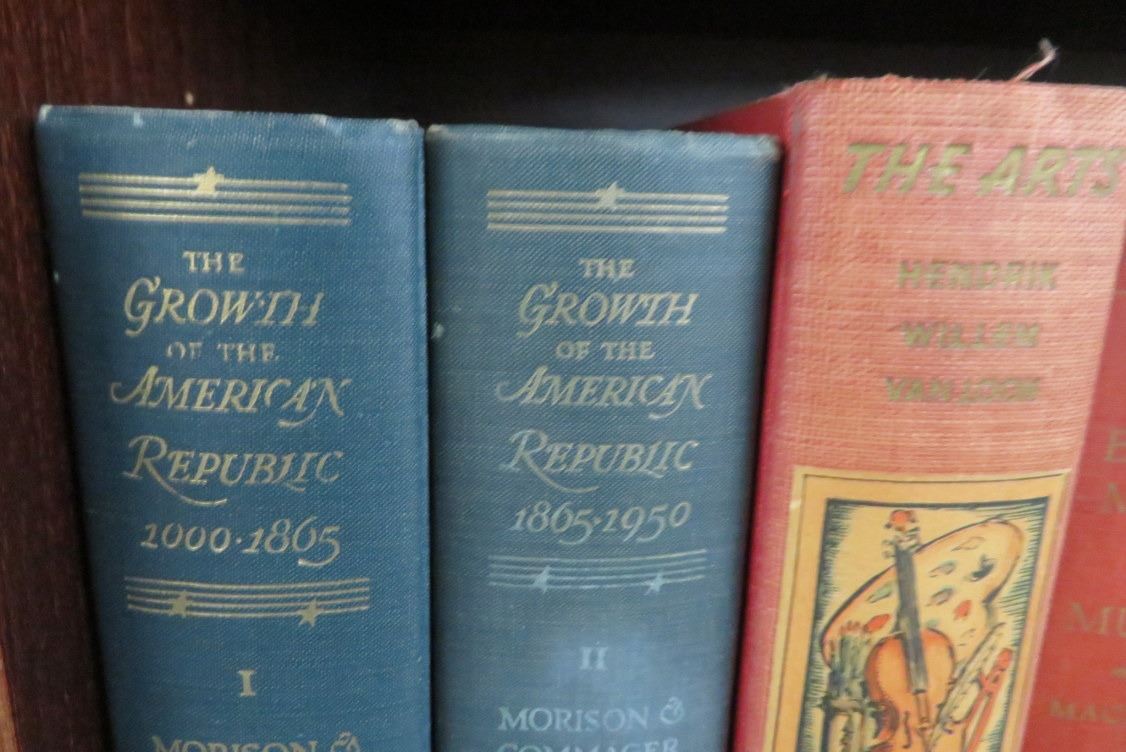 THE
GROWTH
OF THE
AMERICAN
REPUBLIC
1000·1865
I
MORISON &
THE
GROWTH
OF THE
AMERICAN
REPUBLIC
1865·1950
II
MORISON &
COMMAGER
THE ARTS
HENDRIK
WILLEM
VAN LOON